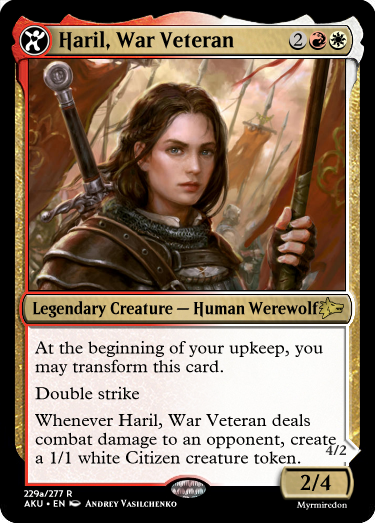 Haril, War Veteran 2
Legendary Creature — Human Werewolf
At the beginning of your upkeep, you
may transform this card.
Double strike
Whenever Haril, War Veteran deals
combat damage to an opponent, create
a 1/1 white Citizen creature token.
4/2
2/4
229a/277 R
AKU • EN Andrey Vasilchenko
Myrmiredon